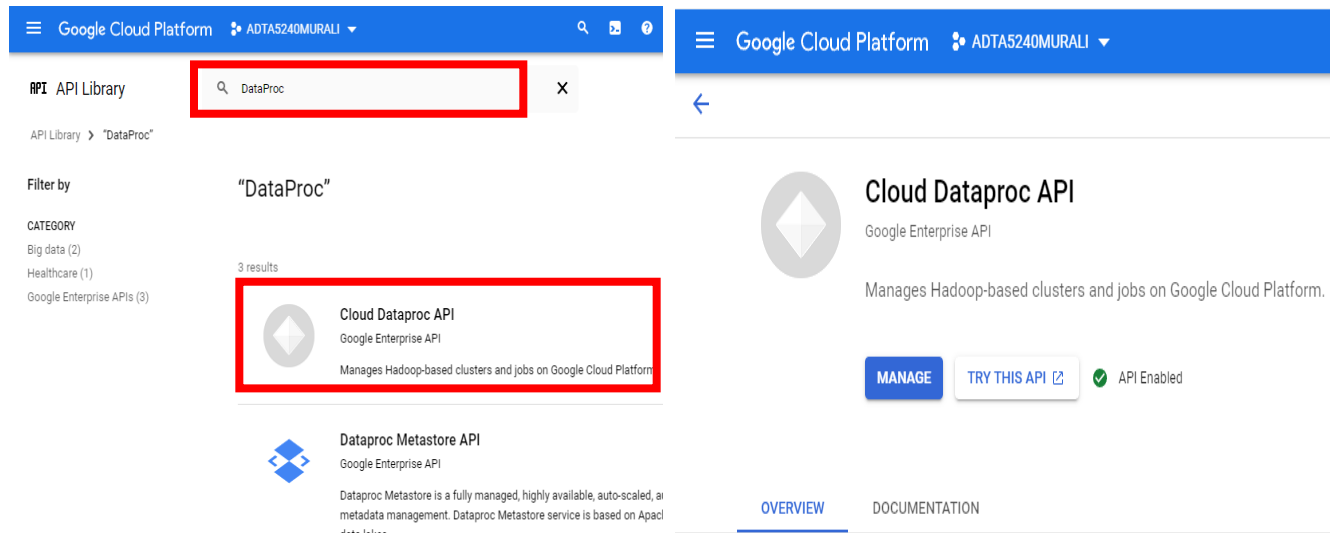 Google Cloud Platform ADTA5240MURALI
API API Library
DataProc
X
API Library > "DataProc"
Filter by
CATEGORY
Big data (2)
Healthcare (1)
Google Enterprise APIs (3)
“DataProc”
3 results
Cloud Dataproc API
Google Enterprise API
Manages Hadoop-based clusters and jobs on Google Cloud Platform
Dataproc Metastore API
Google Enterprise API
Dataproc Metastore is a fully managed, highly available, auto-scaled,
metadata management. Dataproc Metastore service is based on
Google Cloud Platform ADTA5240MURALI
Cloud Dataproc API
Google Enterprise API
Manages Hadoop-based clusters and jobs on Google Cloud Platform.
MANAGE TRY THIS API API Enabled
OVERVIEW DOCUMENTATION